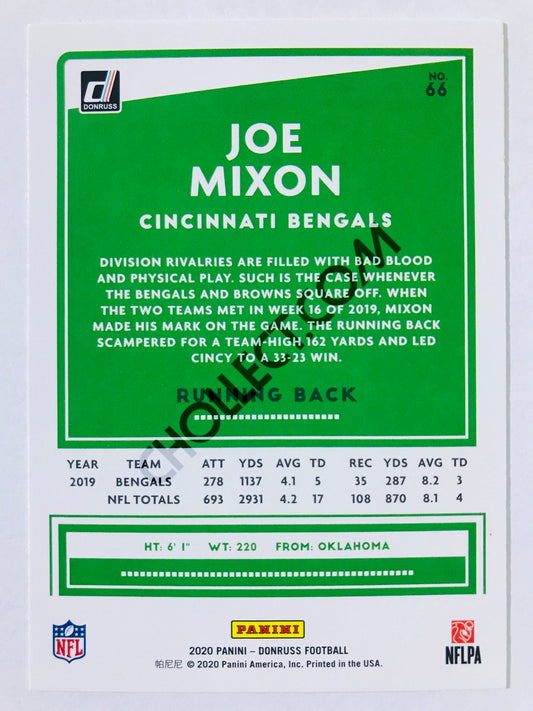 DONRUSS
NO.
66
JOE
MIXON
CINCINNATI BENGALS
DIVISION RIVALRIES ARE FILLED WITH BAD BLOOD
AND PHYSICAL PLAY. SUCH IS THE CASE WHENEVER
THE BENGALS AND BROWNS SQUARE OFF. WHEN
THE TWO TEAMS MET IN WEEK 16 OF 2019, MIXON
MADE HIS MARK ON THE GAME. THE RUNNING BACK
SCAMPERED FOR A TEAM-HIGH 162 YARDS AND LED
CINCY TO A 33-23 WIN.
RUNNING BACK
CHOLLECT.COM
YEAR TEAM ATT YDS AVG TD REC YDS AVG TD
2019 BENGALS 278 1137 4.1 5 35 287 8.2 3
NFL TOTALS 693 2931 4.2 17 108 870 8.1 4
HT: 6' 1" WT: 220 FROM: OKLAHOMA
NFL
PANINI
NFLPA
2020 PANINI – DONRUSS FOOTBALL
帕尼尼 © 2020 Panini America, Inc. Printed in the USA.